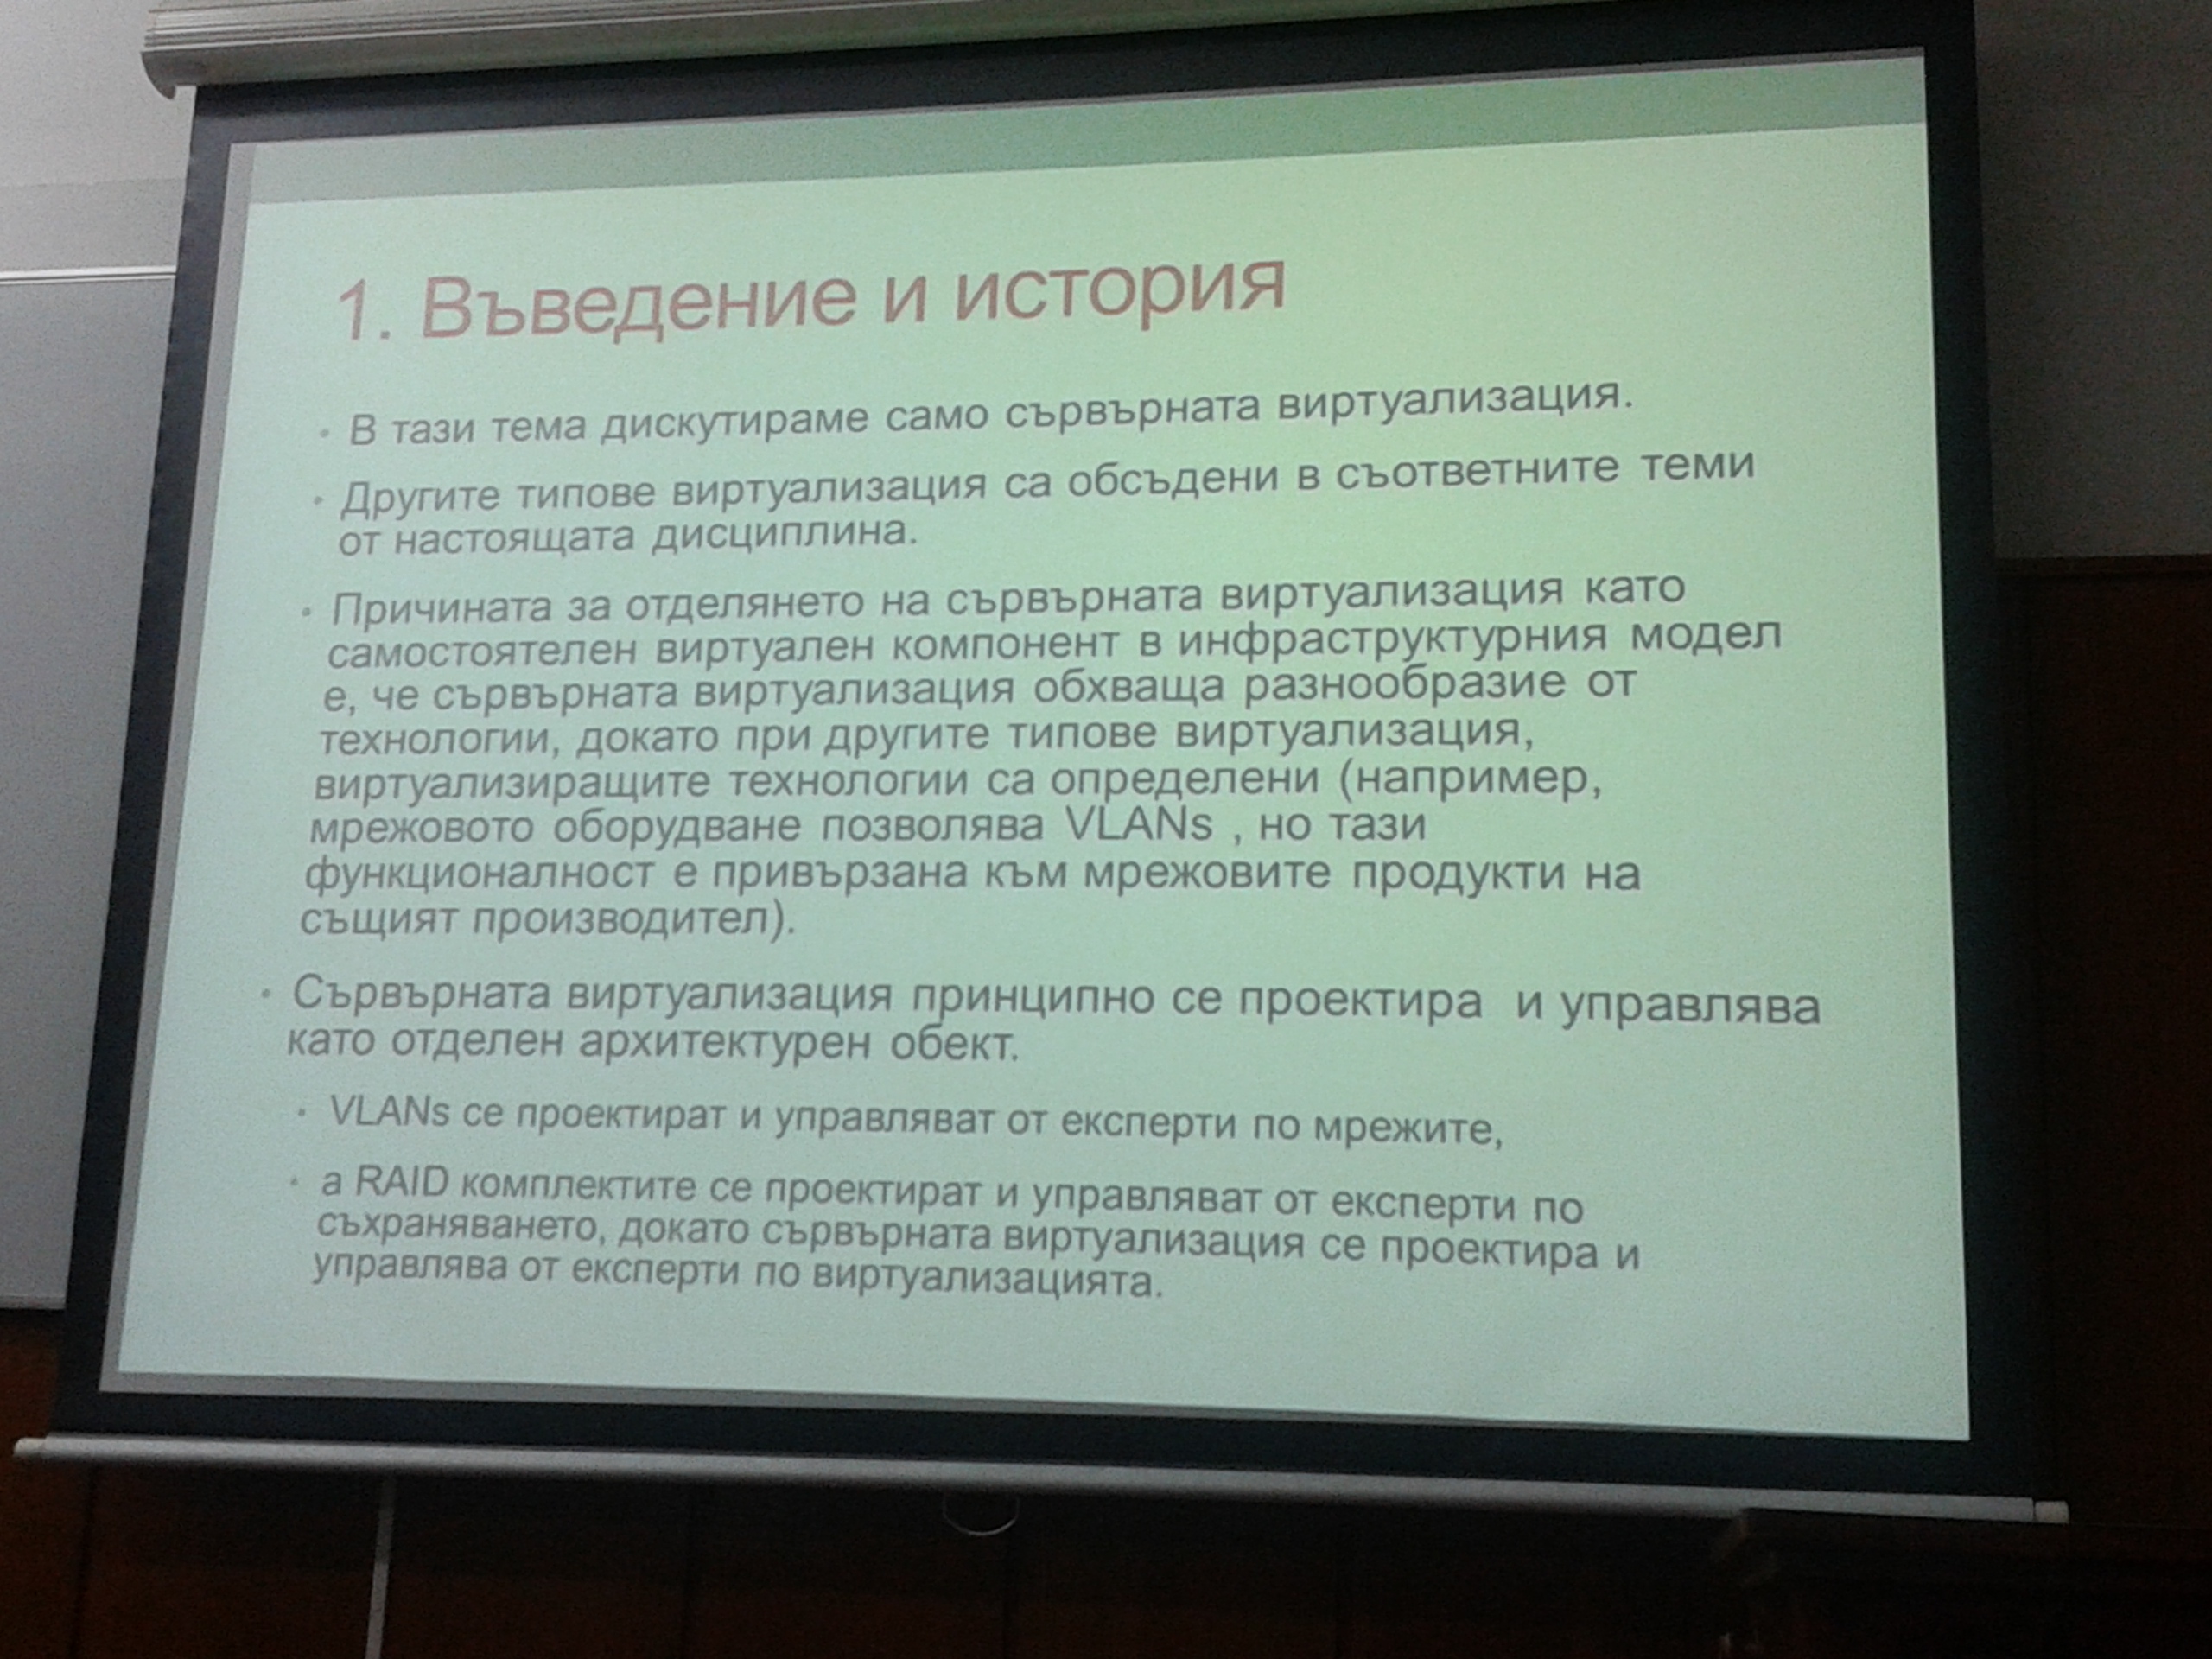 1. Въведение и история
• В тази тема дискутираме само сървърната виртуализация.
• Другите типове виртуализация са обсъдени в съответните теми
от настоящата дисциплина.
• Причината за отделянето на сървърната виртуализация като
самостоятелен виртуален компонент в инфраструктурния модел
е, че сървърната виртуализация обхваща разнообразие от
технологии, докато при другите типове виртуализация,
виртуализиращите технологии са определени (например,
мрежовото оборудване позволява VLANs , но тази
функционалност е привързана към мрежовите продукти на
същият производител).
• Сървърната виртуализация принципно се проектира и управлява
като отделен архитектурен обект.
• VLANs се проектират и управляват от експерти по мрежите,
• а RAID комплектите се проектират и управляват от експерти по
съхраняването, докато сървърната виртуализация се проектира и
управлява от експерти по виртуализацията.